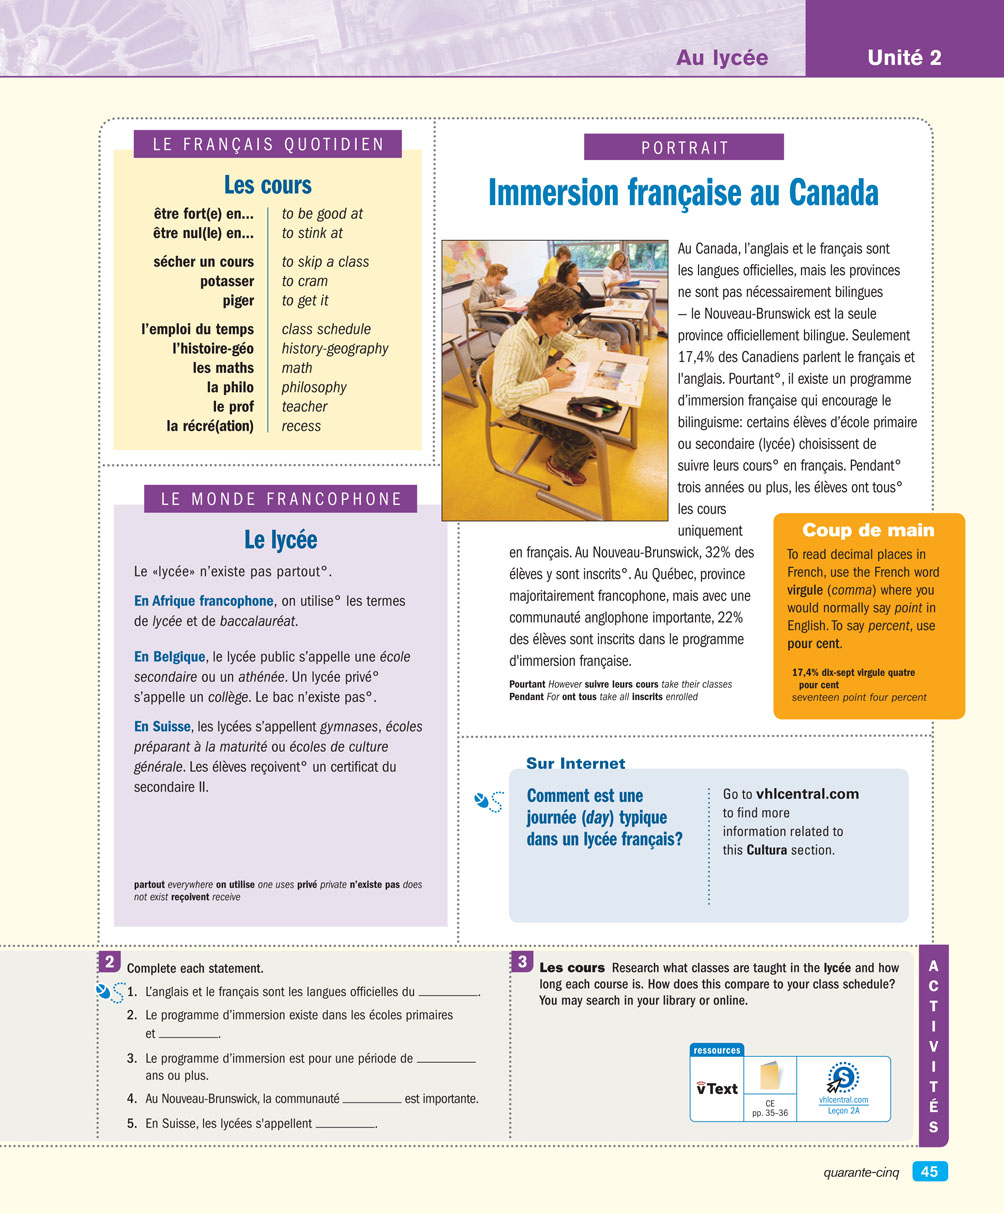 Au lycée
Unité 2
LE FRANÇAIS QUOTIDIEN
Les cours
être fort(e) en... to be good at
être nul(le) en... to stink at
sécher un cours to skip a class
potasser to cram
piger to get it
l'emploi du temps class schedule
l'histoire-géo history-geography
les maths math
la philo philosophy
le prof teacher
la récré(ation) recess
LE MONDE FRANCOPHONE
Le lycée
Le «lycée» n'existe pas partout°.
En Afrique francophone, on utilise° les termes
de lycée et de baccalauréat.
En Belgique, le lycée public s'appelle une école
secondaire ou un athénée. Un lycée privé°
s'appelle un collège. Le bac n'existe pas°.
En Suisse, les lycées s'appellent gymnases, écoles
préparant à la maturité ou écoles de culture
générale. Les élèves reçoivent° un certificat du
secondaire II.
partout everywhere on utilise one uses privé private n'existe pas does
not exist reçoivent receive
PORTRAIT
Immersion française au Canada
Au Canada, l'anglais et le français sont
les langues officielles, mais les provinces
ne sont pas nécessairement bilingues
— le Nouveau-Brunswick est la seule
province officiellement bilingue. Seulement
17,4% des Canadiens parlent le français et
l'anglais. Pourtant°, il existe un programme
d'immersion française qui encourage le
bilinguisme: certains élèves d'école primaire
ou secondaire (lycée) choisissent de
suivre leurs cours° en français. Pendant°
trois années ou plus, les élèves ont tous°
les cours
uniquement
en français. Au Nouveau-Brunswick, 32% des
élèves y sont inscrits°. Au Québec, province
majoritairement francophone, mais avec une
communauté anglophone importante, 22%
des élèves sont inscrits dans le programme
d'immersion française.
Pourtant However suivre leurs cours take their classes
Pendant For ont tous take all inscrits enrolled
Coup de main
To read decimal places in
French, use the French word
virgule (comma) where you
would normally say point in
English. To say percent, use
pour cent.
17,4% dix-sept virgule quatre
pour cent
seventeen point four percent
Sur Internet
Comment est une
journée (day) typique
dans un lycée français?
Go to vhlcentral.com
to find more
information related to
this Cultura section.
2 Complete each statement.
1. L'anglais et le français sont les langues officielles du ________.
2. Le programme d'immersion existe dans les écoles primaires
et ________.
3. Le programme d'immersion est pour une période de ________
ans ou plus.
4. Au Nouveau-Brunswick, la communauté ________ est importante.
5. En Suisse, les lycées s'appellent ________.
3 Les cours Research what classes are taught in the lycée and how
long each course is. How does this compare to your class schedule?
You may search in your library or online.
ressources
vText
CE
pp. 35-36
S
vhlcentral.com
Leçon 2A
ACTIVITÉS
quarante-cinq 45